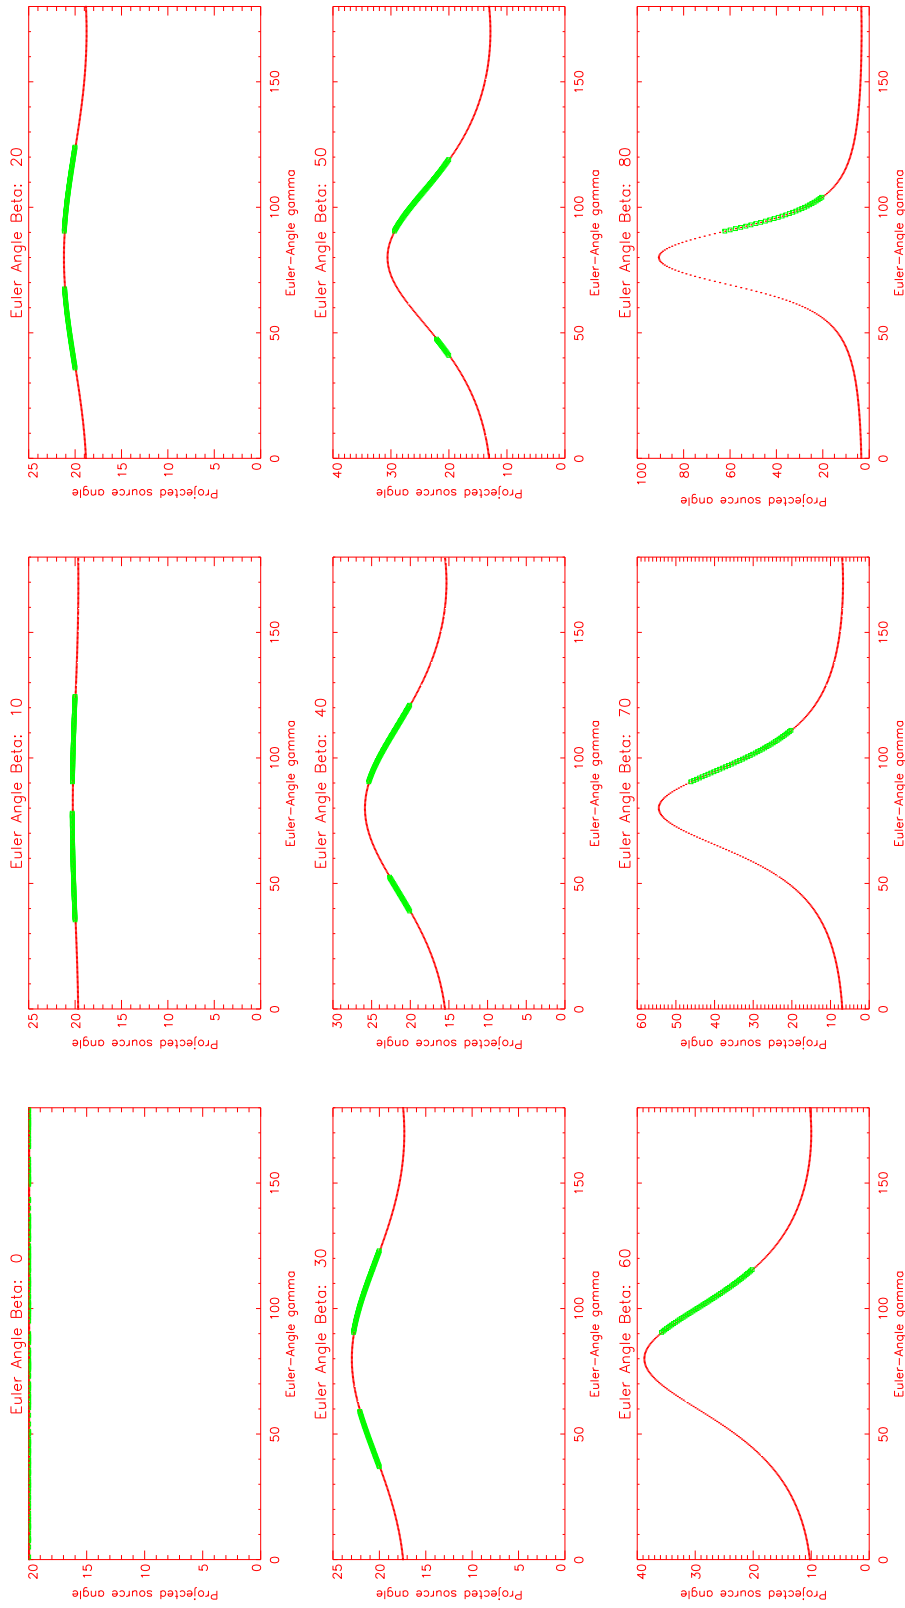 Euler Angle Beta: 0
20
15
10
5
0
Projected source angle
0 50 100 150
Euler-Angle gamma
Euler Angle Beta: 10
25
20
15
10
5
0
Projected source angle
0 50 100 150
Euler-Angle gamma
Euler Angle Beta: 20
25
20
15
10
5
0
Projected source angle
0 50 100 150
Euler-Angle gamma
Euler Angle Beta: 30
25
20
15
10
5
0
Projected source angle
0 50 100 150
Euler-Angle gamma
Euler Angle Beta: 40
30
25
20
15
10
5
0
Projected source angle
0 50 100 150
Euler-Angle gamma
Euler Angle Beta: 50
40
30
20
10
0
Projected source angle
0 50 100 150
Euler-Angle gamma
Euler Angle Beta: 60
40
30
20
10
0
Projected source angle
0 50 100 150
Euler-Angle gamma
Euler Angle Beta: 70
60
50
40
30
20
10
0
Projected source angle
0 50 100 150
Euler-Angle gamma
Euler Angle Beta: 80
100
80
60
40
20
0
Projected source angle
0 50 100 150
Euler-Angle gamma